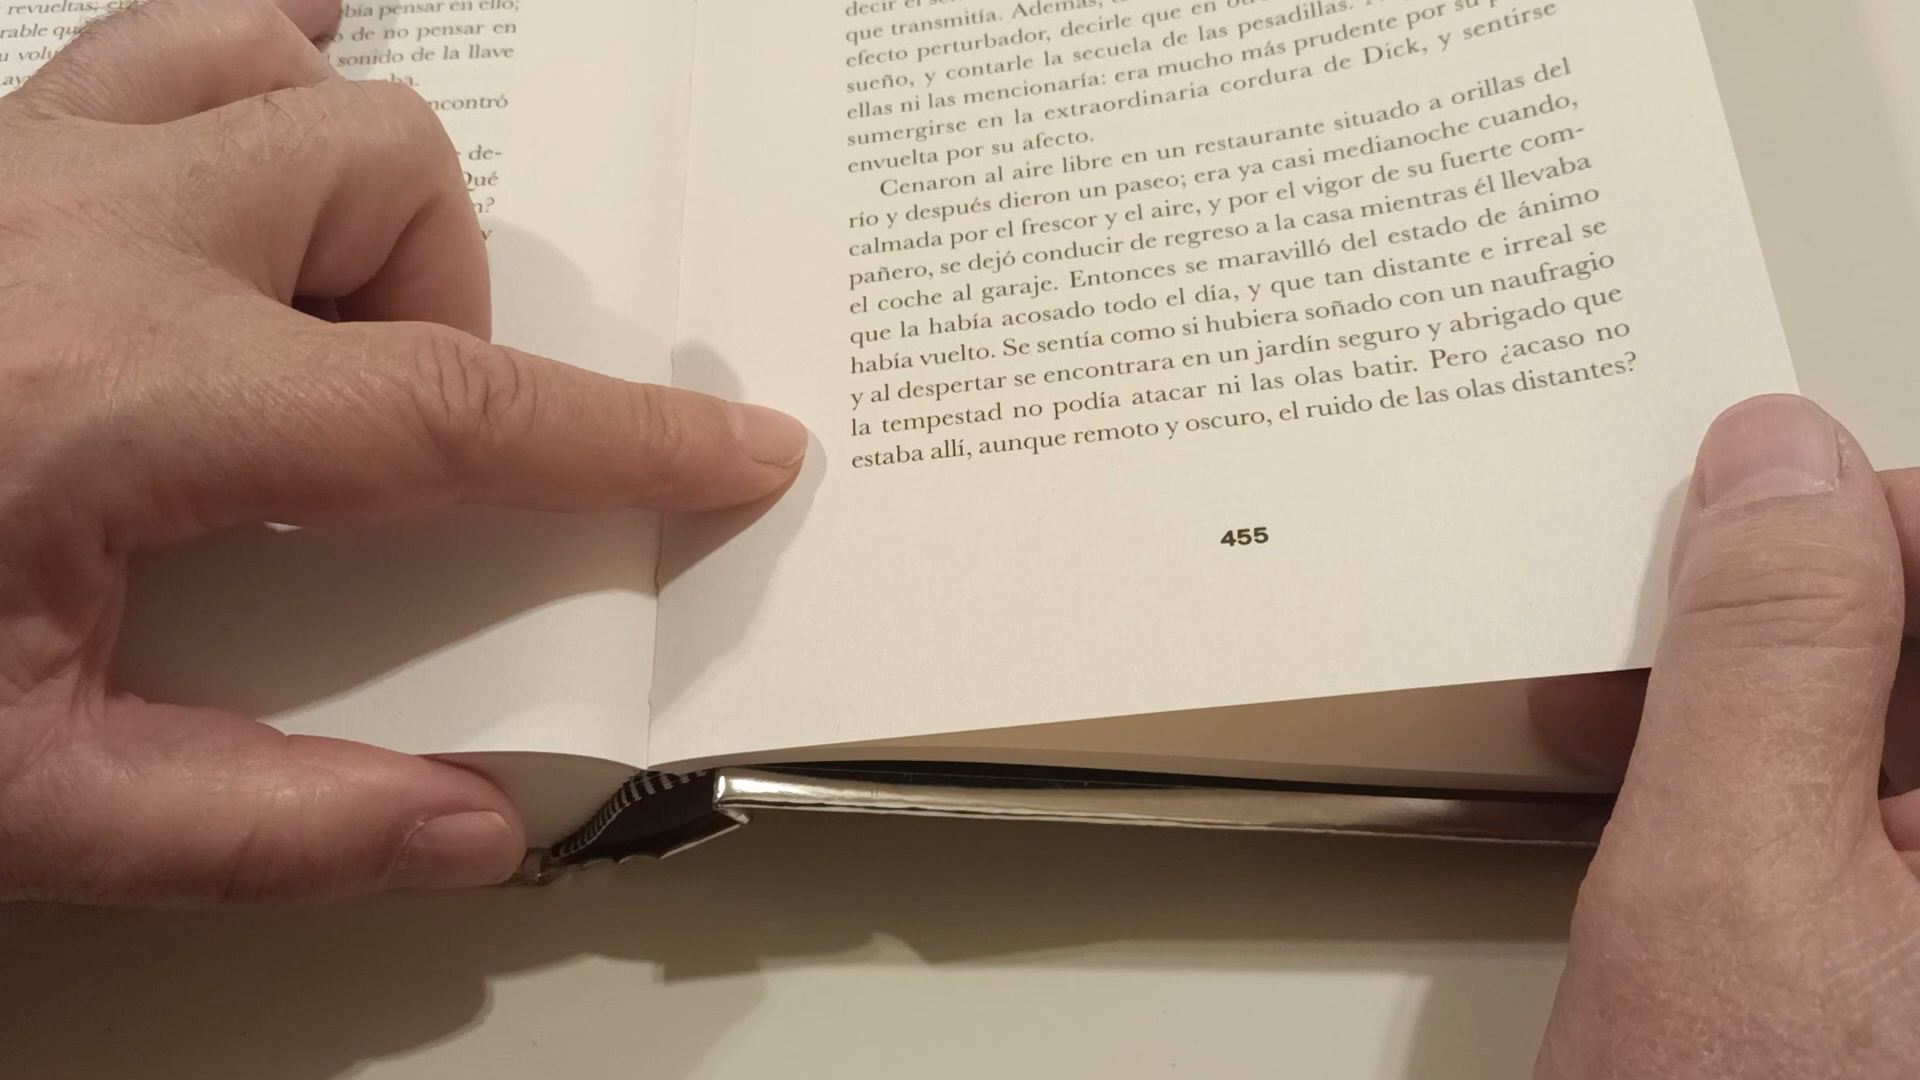 revueltas;
rable que
u volu
bía pensar en ello;
de no pensar en
sonido de la llave
ba.
ncontró
de-
Qué
n?
y
decir el
que transmitía. Además,
efecto perturbador, decirle que en
sueño, y contarle la secuela de las pesadillas.
ellas ni las mencionaría: era mucho más prudente por su
sumergirse en la extraordinaria cordura de Dick, y sentirse
envuelta por su afecto.
Cenaron al aire libre en un restaurante situado a orillas del
río y después dieron un paseo; era ya casi medianoche cuando,
calmada por el frescor y el aire, y por el vigor de su fuerte com-
pañero, se dejó conducir de regreso a la casa mientras él llevaba
el coche al garaje. Entonces se maravilló del estado de ánimo
que la había acosado todo el día, y que tan distante e irreal se
había vuelto. Se sentía como si hubiera soñado con un naufragio
y al despertar se encontrara en un jardín seguro y abrigado que
la tempestad no podía atacar ni las olas batir. Pero ¿acaso no
estaba allí, aunque remoto y oscuro, el ruido de las olas distantes?
455